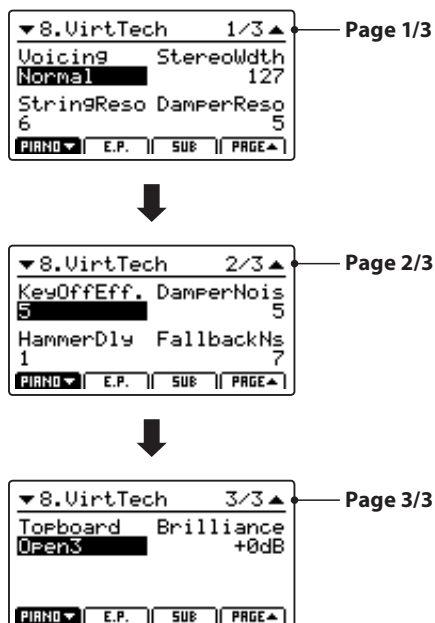 ▼8.VirtTech 1/3▲ Page 1/3
Voicing StereoWdth
Normal 127
StringReso DamperReso
6 5
PIANO▼ E.P. SUB PAGE▲
▼8.VirtTech 2/3▲ Page 2/3
KeyOffEff. DamperNois
5 5
HammerDly FallbackNs
1 7
PIANO▼ E.P. SUB PAGE▲
▼8.VirtTech 3/3▲ Page 3/3
Topboard Brilliance
Open3 +0dB
PIANO▼ E.P. SUB PAGE▲